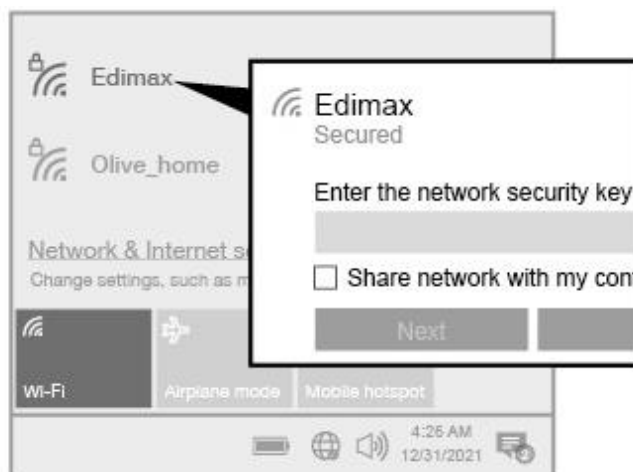 Edimax
Olive_home
Network & Internet s
Change settings, such as m
Wi-Fi
Airplane mode
Mobile hotspot
4:26 AM
12/31/2021
Edimax
Secured
Enter the network security key
Share network with my con
Next